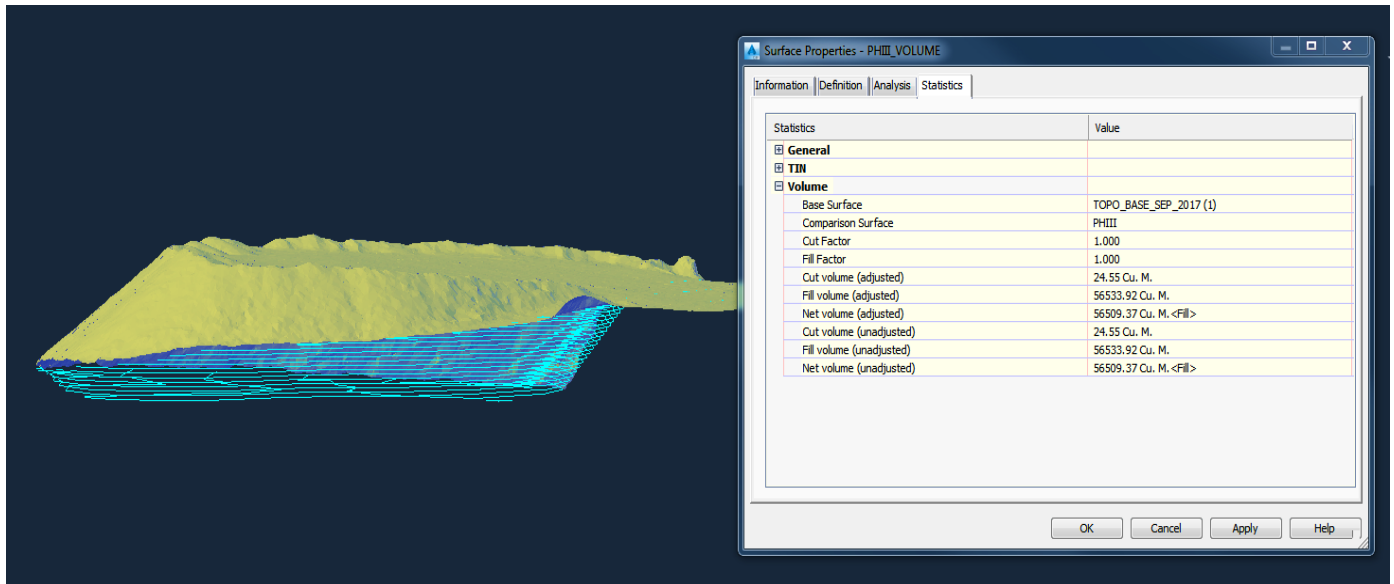 Surface Properties - PHIII_VOLUME
Information Definition Analysis Statistics
Statistics Value
General
TIN
Volume
Base Surface TOPO_BASE_SEP_2017 (1)
Comparison Surface PHIII
Cut Factor 1.000
Fill Factor 1.000
Cut volume (adjusted) 24.55 Cu. M.
Fill volume (adjusted) 56533.92 Cu. M.
Net volume (adjusted) 56509.37 Cu. M.<Fill>
Cut volume (unadjusted) 24.55 Cu. M.
Fill volume (unadjusted) 56533.92 Cu. M.
Net volume (unadjusted) 56509.37 Cu. M.<Fill>
OK Cancel Apply Help